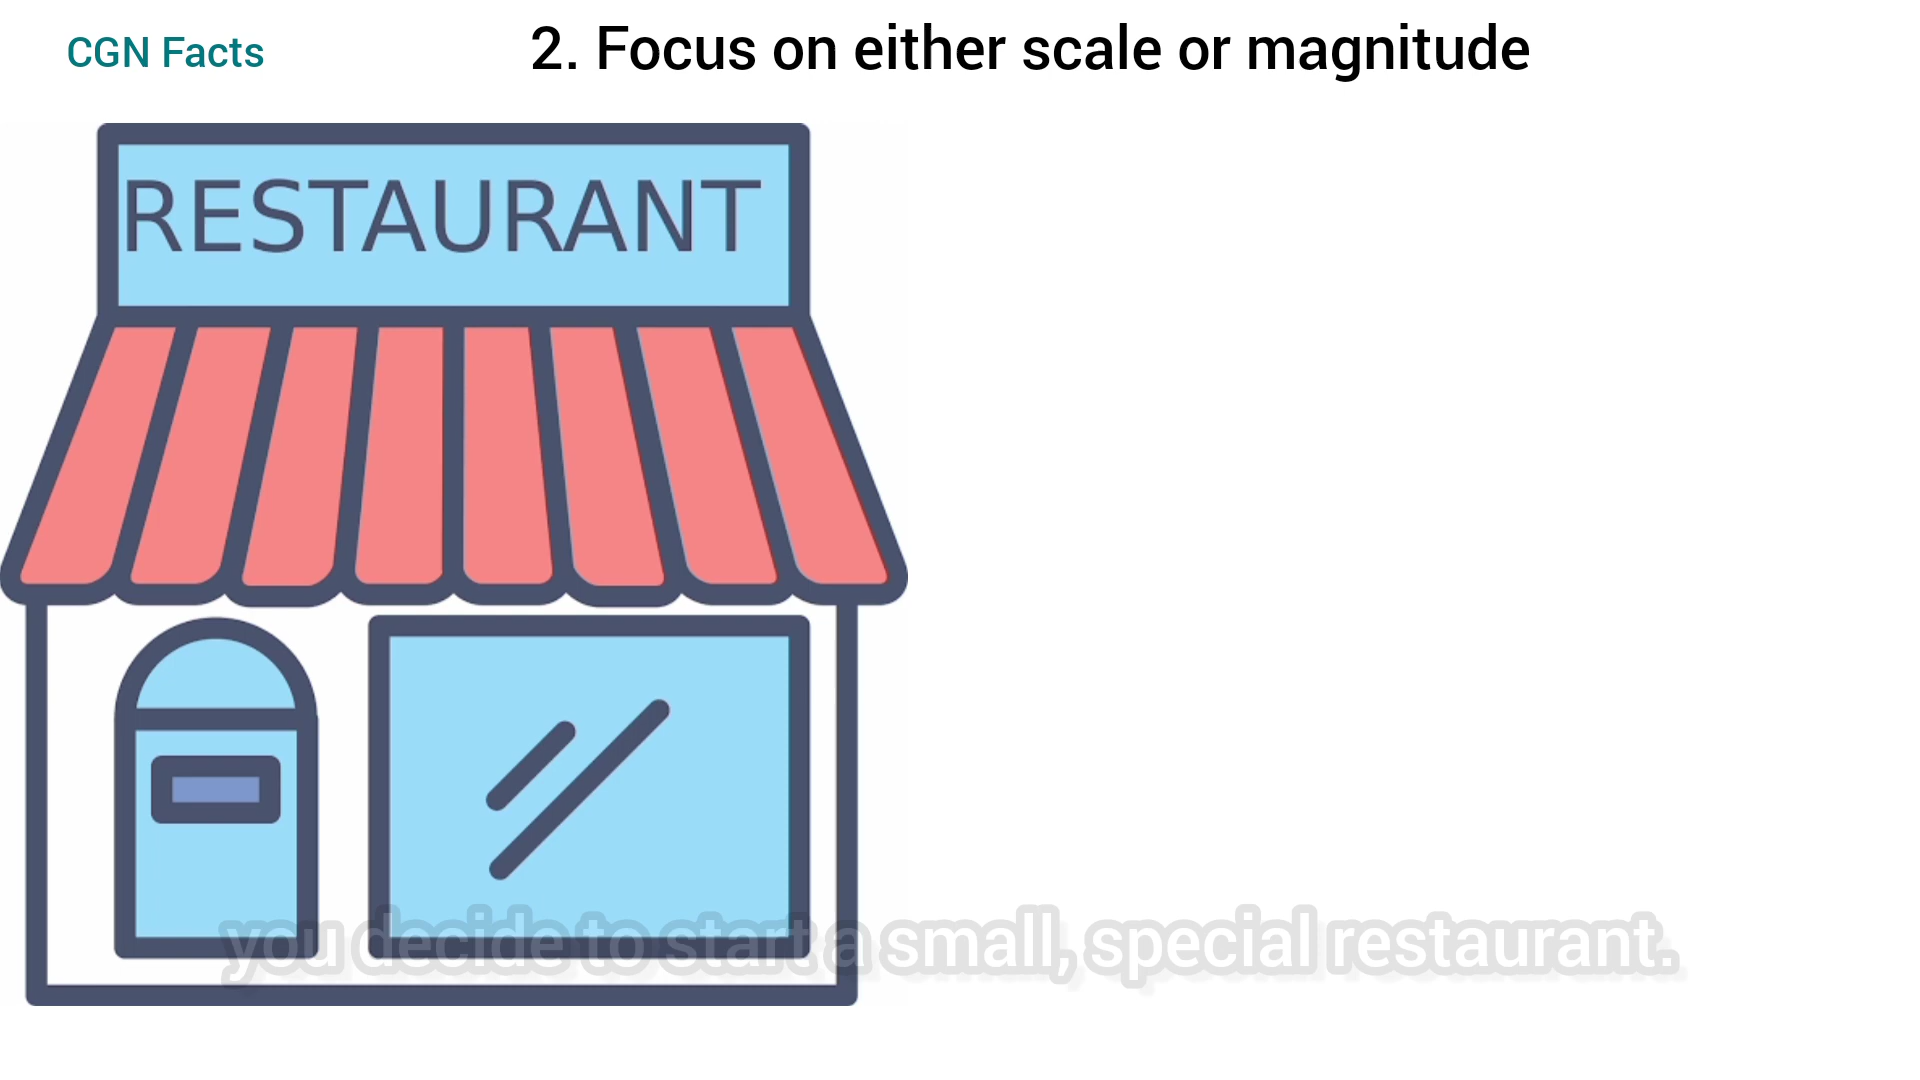 CGN Facts
2. Focus on either scale or magnitude
RESTAURANT
you decide to start a small, special restaurant.